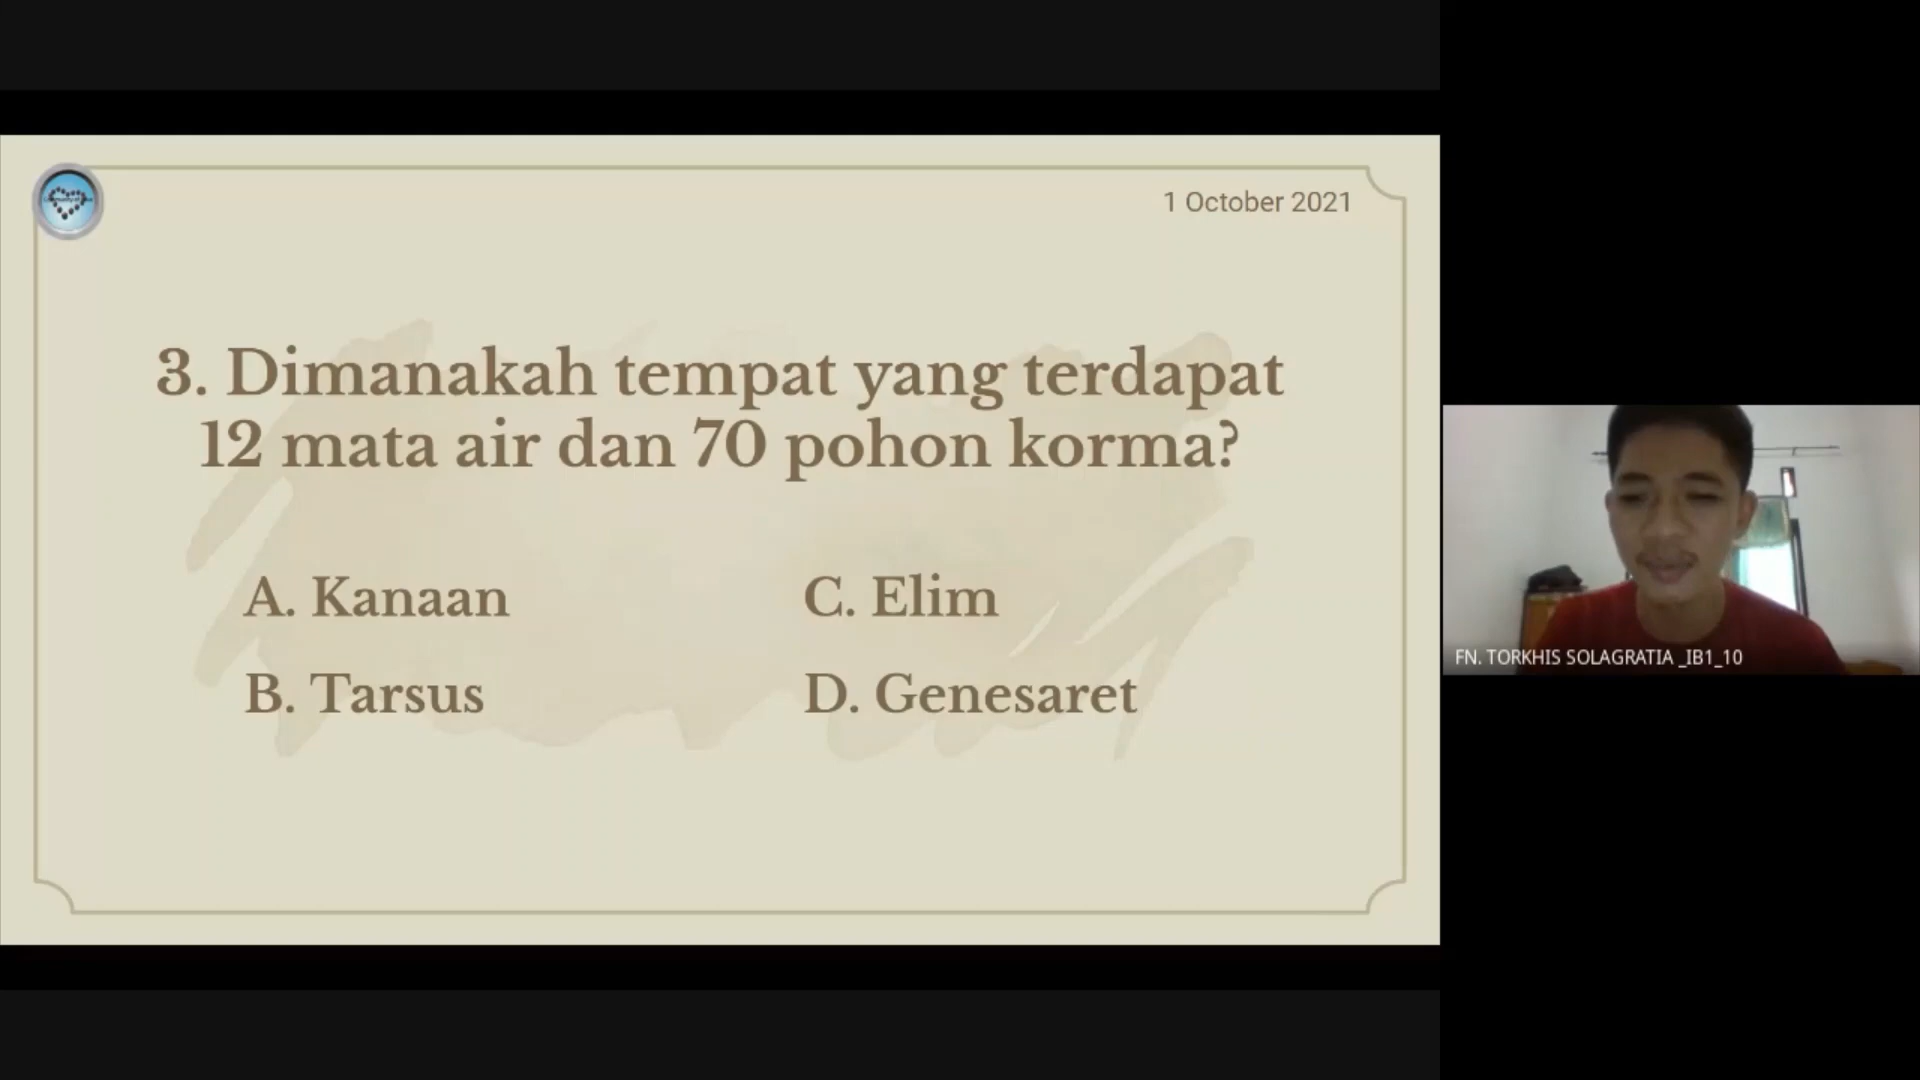 1 October 2021
3. Dimanakah tempat yang terdapat
12 mata air dan 70 pohon korma?
A. Kanaan
C. Elim
B. Tarsus
D. Genesaret
FN. TORKHIS SOLAGRATIA _IB1_10